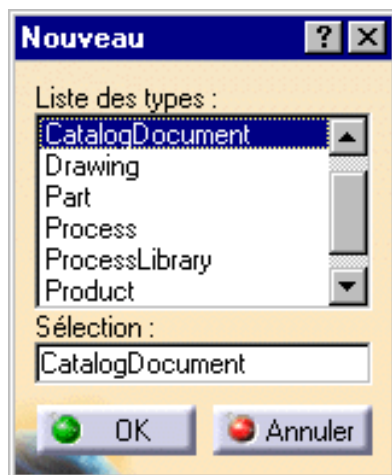 Nouveau
Liste des types :
CatalogDocument
Drawing
Part
Process
ProcessLibrary
Product
Sélection :
CatalogDocument
OK
Annuler